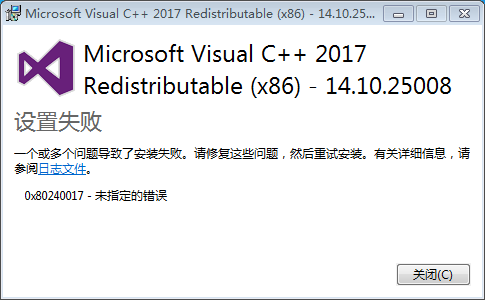 Microsoft Visual C++ 2017 Redistributable (x86) - 14.10.25...
Microsoft Visual C++ 2017
Redistributable (x86) - 14.10.25008
设置失败
一个或多个问题导致了安装失败。请修复这些问题，然后重试安装。有关详细信息，请
参阅日志文件。
0x80240017 - 未指定的错误
关闭(C)